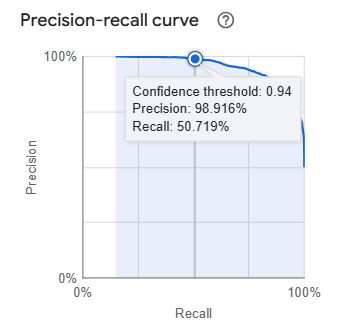 Precision-recall curve ?
100%
Confidence threshold: 0.94
Precision: 98.916%
Recall: 50.719%
Precision
0%
0%
100%
Recall